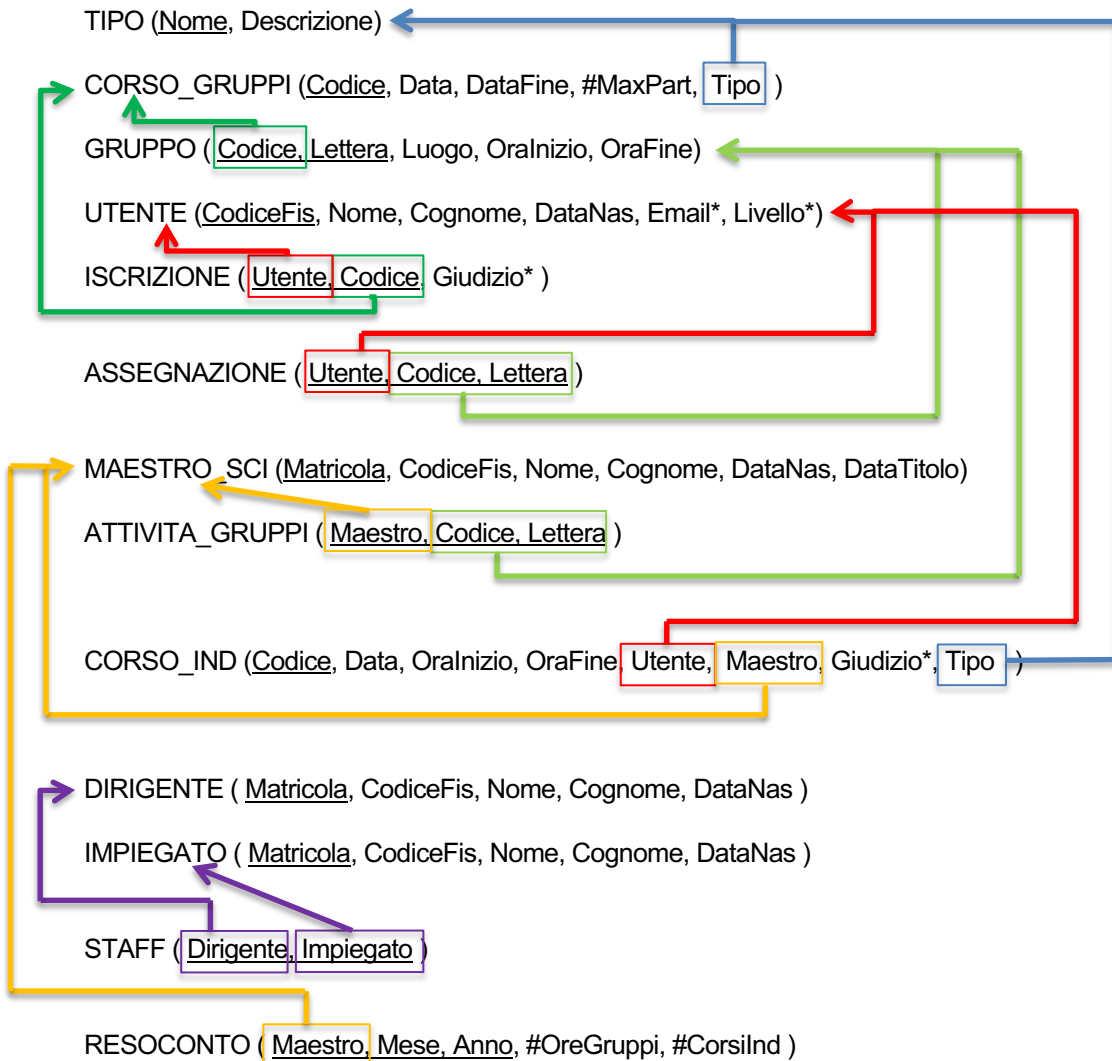 TIPO (Nome, Descrizione)
CORSO_GRUPPI (Codice, Data, DataFine, #MaxPart, Tipo )
GRUPPO ( Codice, Lettera, Luogo, OraInizio, OraFine)
UTENTE (CodiceFis, Nome, Cognome, DataNas, Email*, Livello*)
ISCRIZIONE ( Utente, Codice, Giudizio* )
ASSEGNAZIONE ( Utente, Codice, Lettera )
MAESTRO_SCI (Matricola, CodiceFis, Nome, Cognome, DataNas, DataTitolo)
ATTIVITA_GRUPPI ( Maestro, Codice, Lettera )
CORSO_IND (Codice, Data, OraInizio, OraFine, Utente, Maestro, Giudizio*, Tipo )
DIRIGENTE ( Matricola, CodiceFis, Nome, Cognome, DataNas )
IMPIEGATO ( Matricola, CodiceFis, Nome, Cognome, DataNas )
STAFF ( Dirigente, Impiegato )
RESOCONTO ( Maestro, Mese, Anno, #OreGruppi, #CorsiInd )